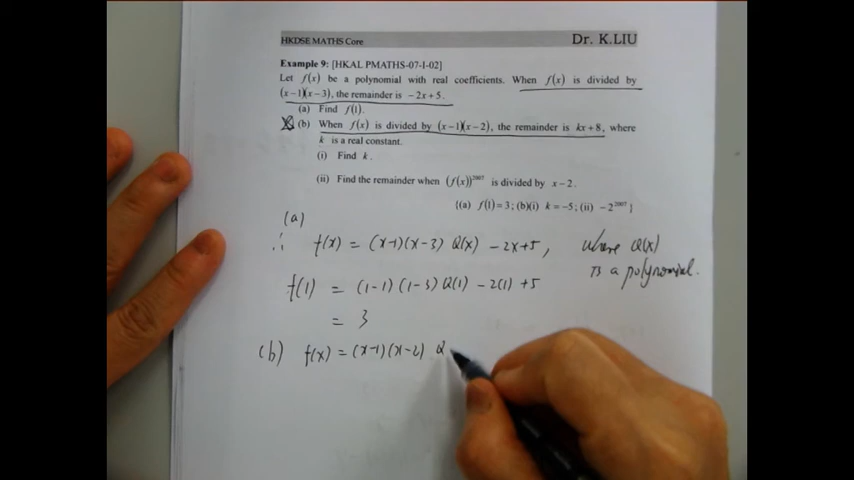 HKDSE MATHS Core Dr. K.LIU
Example 9: [HKAL PMATHS-07-I-02]
Let f(x) be a polynomial with real coefficients. When f(x) is divided by
(x−1)(x−3), the remainder is −2x+5.
(a) Find f(1).
(b) When f(x) is divided by (x−1)(x−2), the remainder is kx+8, where
k is a real constant.
(i) Find k.
(ii) Find the remainder when (f(x))²⁰⁰⁷ is divided by x−2.
{(a) f(1)=3; (b)(i) k=−5; (ii) −2²⁰⁰⁷}
(a)
∴ f(x) = (x-1)(x-3) Q(x) - 2x+5, where Q(x)
is a polynomial.
f(1) = (1-1)(1-3) Q(1) - 2(1) +5
= 3
(b) f(x) = (x-1)(x-2) Q